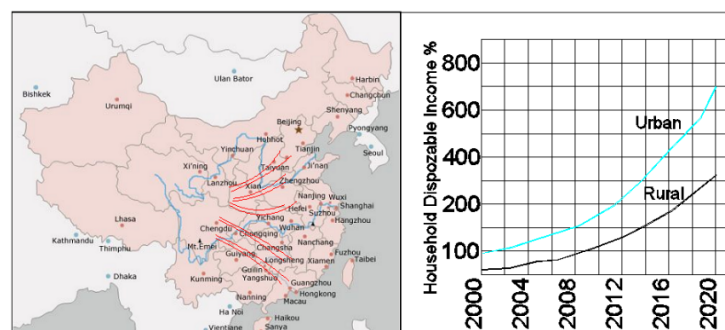 Harbin
Ulan Bator
Bishkek
Changcbun
Urumqi
Shenyang
Beijing
Hohhot
Pyongyang
Tianjin
Seoul
Yinchuan
Taiyuan
Ji'nan
Xi'ning
Lanzhou
Zhengzhou
Xian
Nanjing
Wuxi
Shanghai
Hefei
Suzhou
Lhasa
Chengdu
Yichang
Wuhan
Hangzhou
Chongqing
Kathmandu
Thimphu
Mt.Emei
Changsha
Nanchang
Guiyang
Longsheng
Fuzhou
Dhaka
Kunming
Guilin
Xiamen
Taibei
Yangshuo
Guangzhou
Nanning
Hongkong
Macau
Ha Noi
Haikou
Vientiane
Sanya
Household Dispozable Income %
800
600
400
200
100
Urban
Rural
2000
2004
2008
2012
2016
2020